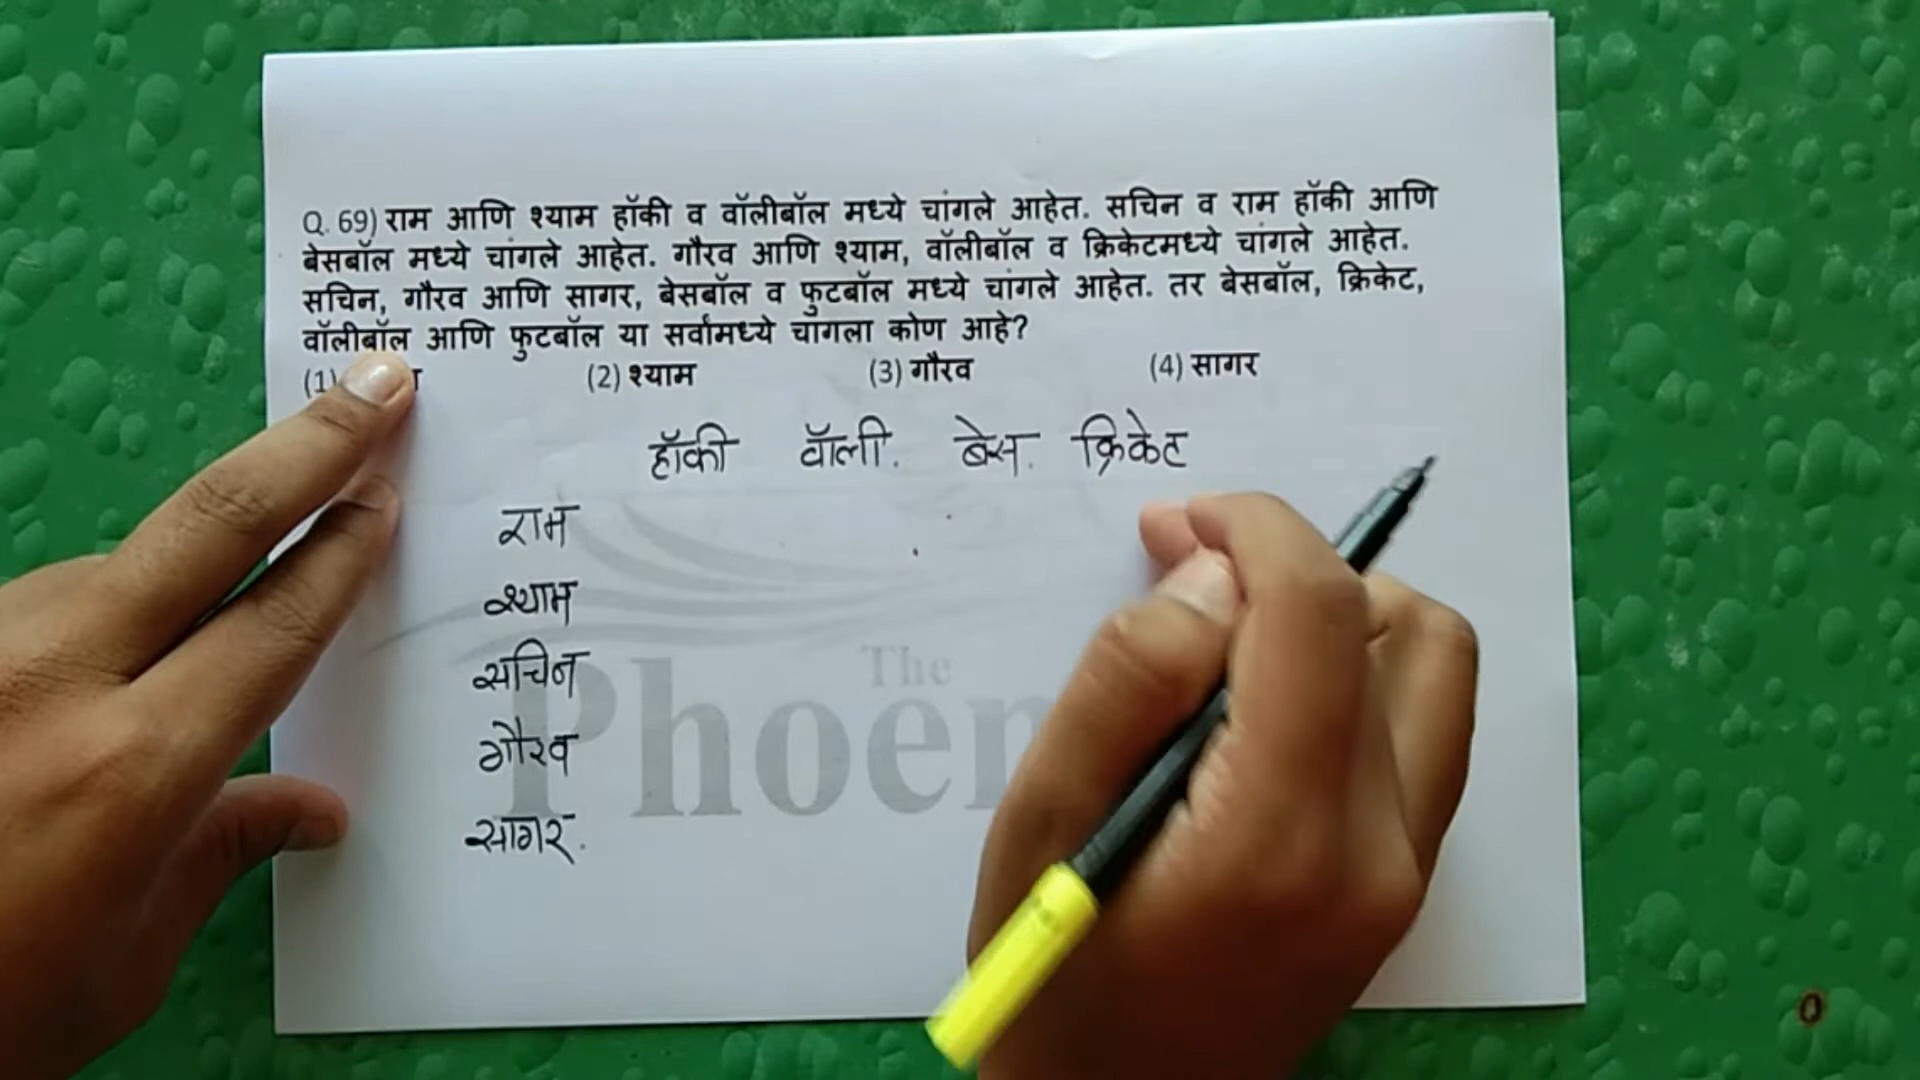 Q. 69) राम आणि श्याम हॉकी व वॉलीबॉल मध्ये चांगले आहेत. सचिन व राम हॉकी आणि
बेसबॉल मध्ये चांगले आहेत. गौरव आणि श्याम, वॉलीबॉल व क्रिकेटमध्ये चांगले आहेत.
सचिन, गौरव आणि सागर, बेसबॉल व फुटबॉल मध्ये चांगले आहेत. तर बेसबॉल, क्रिकेट,
वॉलीबॉल आणि फुटबॉल या सर्वांमध्ये चांगला कोण आहे?
(1) (2) श्याम (3) गौरव (4) सागर
हॉकी वॉली. बेस. क्रिकेट
राम
श्याम
सचिन
गौरव
सागर.
The